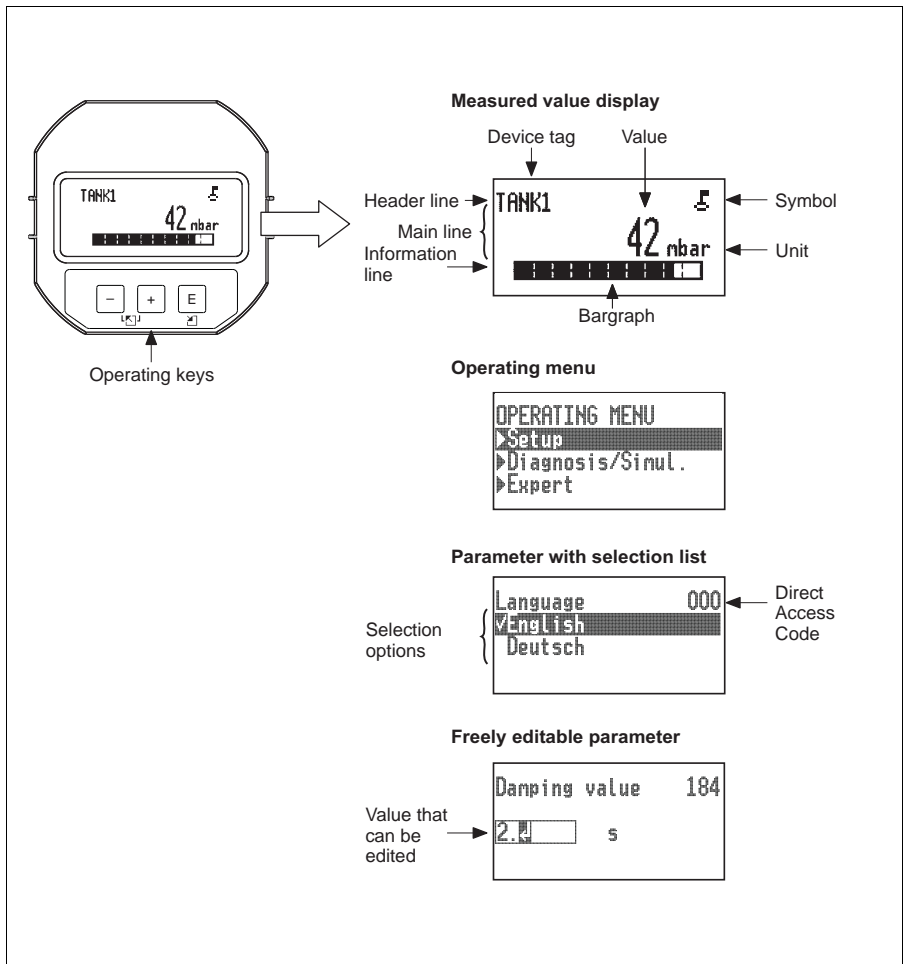 TANK1
42 mbar
− + E
Operating keys
Measured value display
Device tag
Value
Header line
Main line
Information
line
TANK1
42 mbar
Symbol
Unit
Bargraph
Operating menu
OPERATING MENU
Setup
Diagnosis/Simul.
Expert
Parameter with selection list
Language 000
✓English
Deutsch
Selection
options
Direct
Access
Code
Freely editable parameter
Damping value 184
2. s
Value that
can be
edited